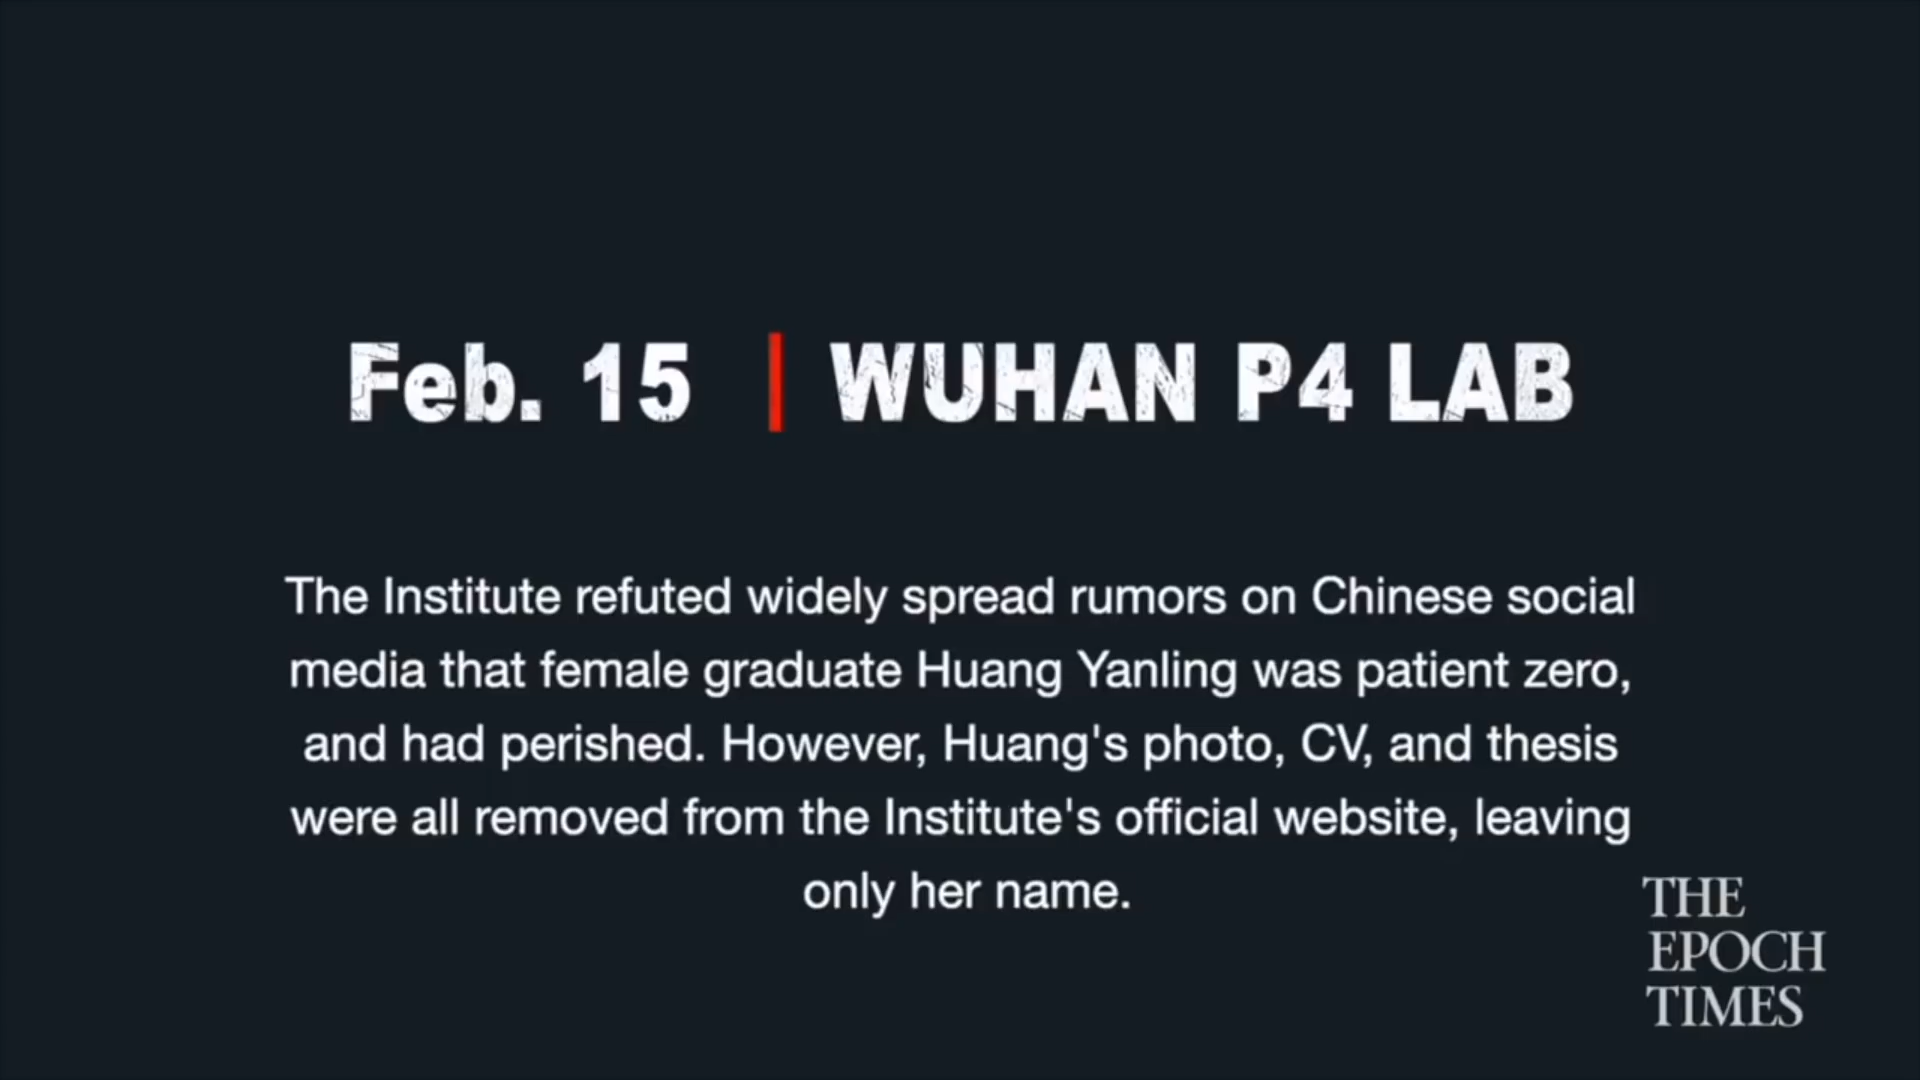 Feb. 15 | WUHAN P4 LAB
The Institute refuted widely spread rumors on Chinese social
media that female graduate Huang Yanling was patient zero,
and had perished. However, Huang's photo, CV, and thesis
were all removed from the Institute's official website, leaving
only her name.
THE
EPOCH
TIMES